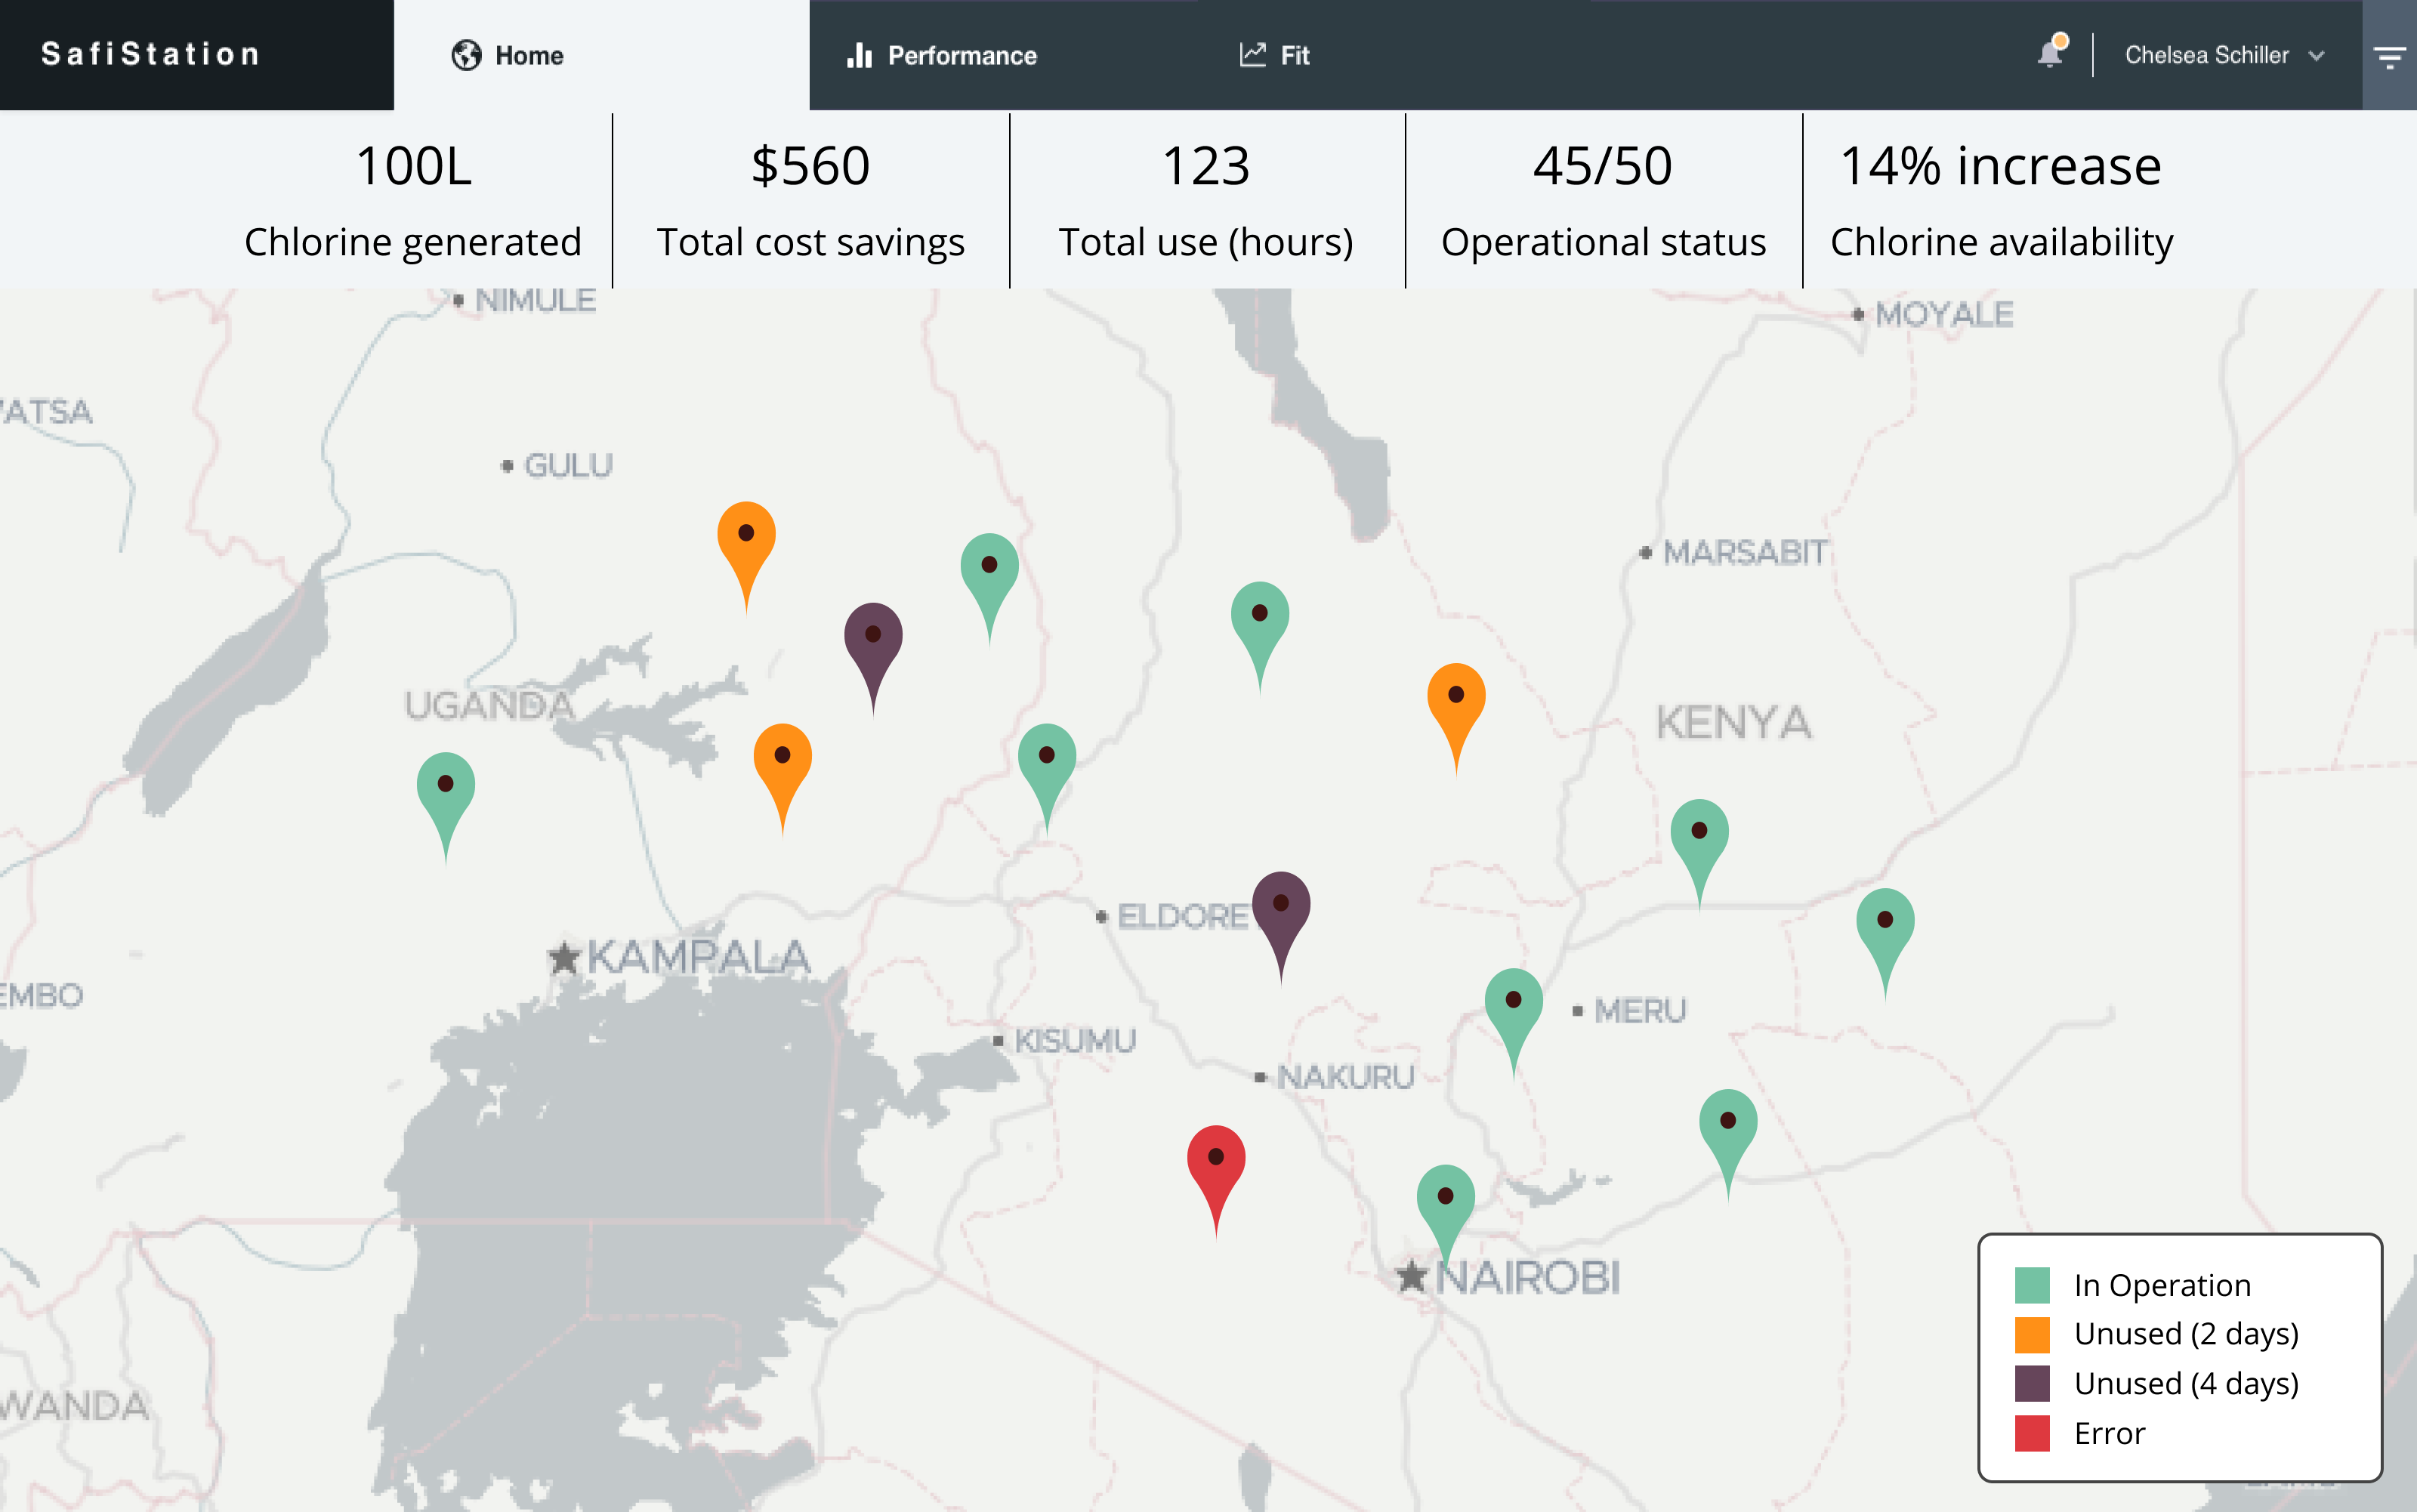 SafiStation
Home
Performance
Fit
Chelsea Schiller
100L
Chlorine generated
$560
Total cost savings
123
Total use (hours)
45/50
Operational status
14% increase
Chlorine availability
NIMULE
MOYALE
ATSA
GULU
MARSABIT
UGANDA
KENYA
ELDORE
KAMPALA
EMBO
MERU
KISUMU
NAKURU
NAIROBI
WANDA
In Operation
Unused (2 days)
Unused (4 days)
Error